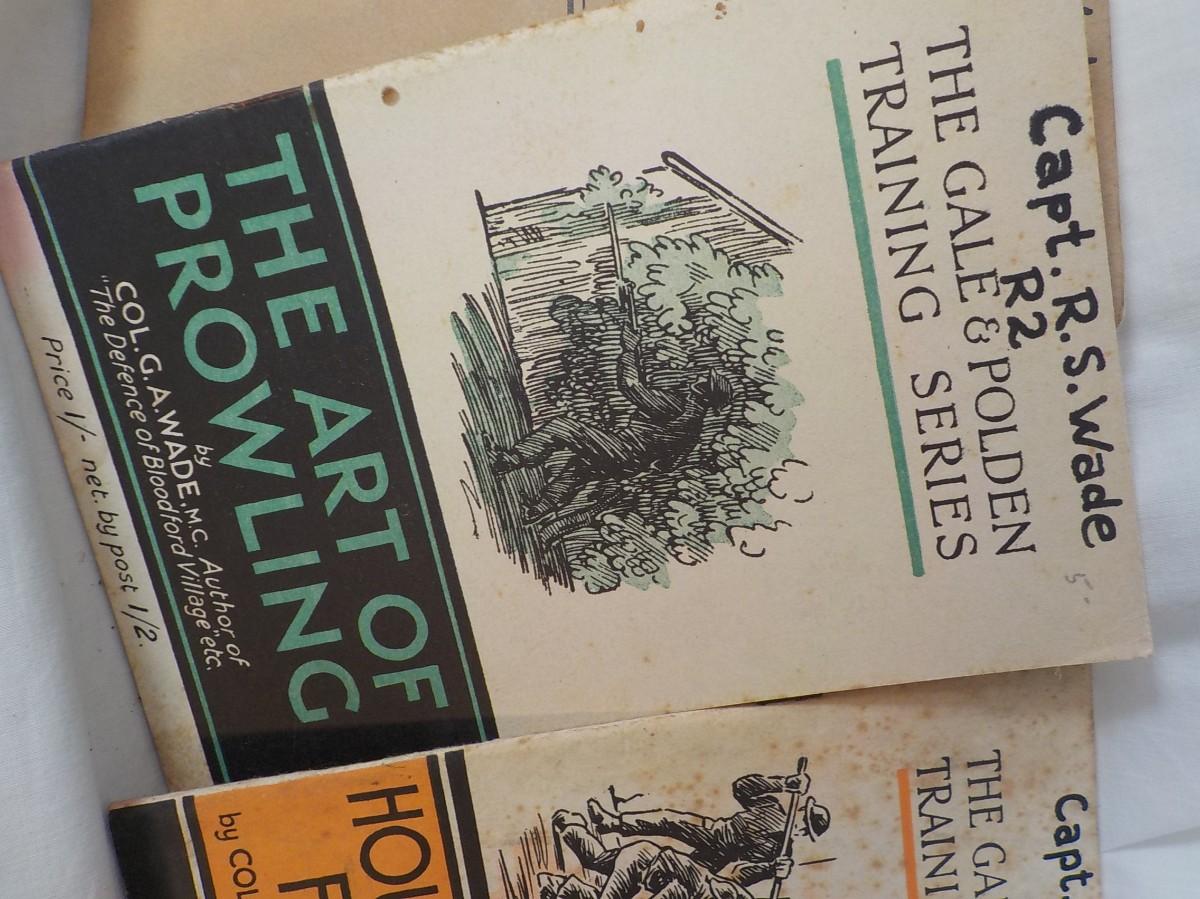 Capt. R.S. Wade
R2
THE GALE & POLDEN
TRAINING SERIES
5-
THE ART OF
PROWLING
by
COL. G.A. WADE. M.C. Author of
"The Defence of Bloodford Village" etc.
Price 1/- net. by post 1/2.
Capt.
THE GA
TRAINI
HOU
F
by COL